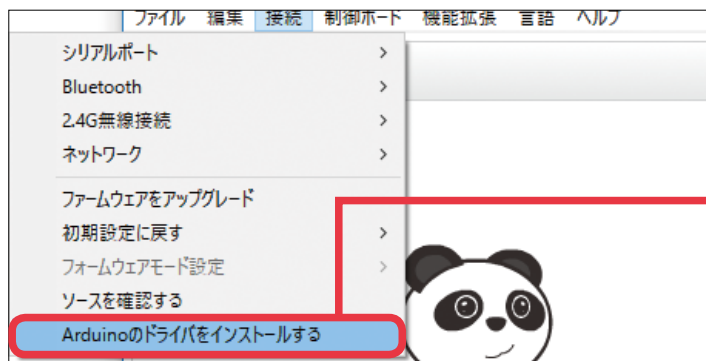 ファイル 編集 接続 制御ボード 機能拡張 言語 ヘルプ
シリアルポート
Bluetooth
2.4G無線接続
ネットワーク
ファームウェアをアップグレード
初期設定に戻す
フォームウェアモード設定
ソースを確認する
Arduinoのドライバをインストールする